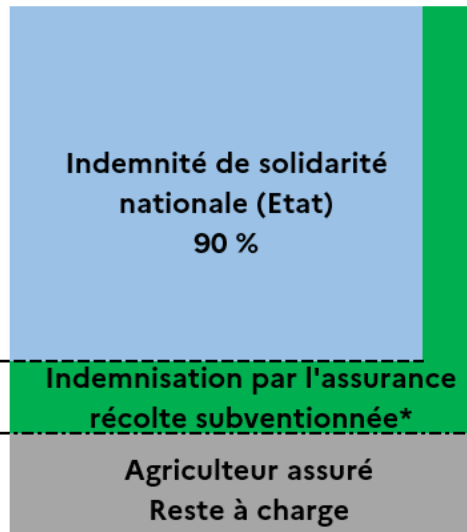 Indemnité de solidarité
nationale (Etat)
90 %
Indemnisation par l'assurance
récolte subventionnée*
Agriculteur assuré
Reste à charge